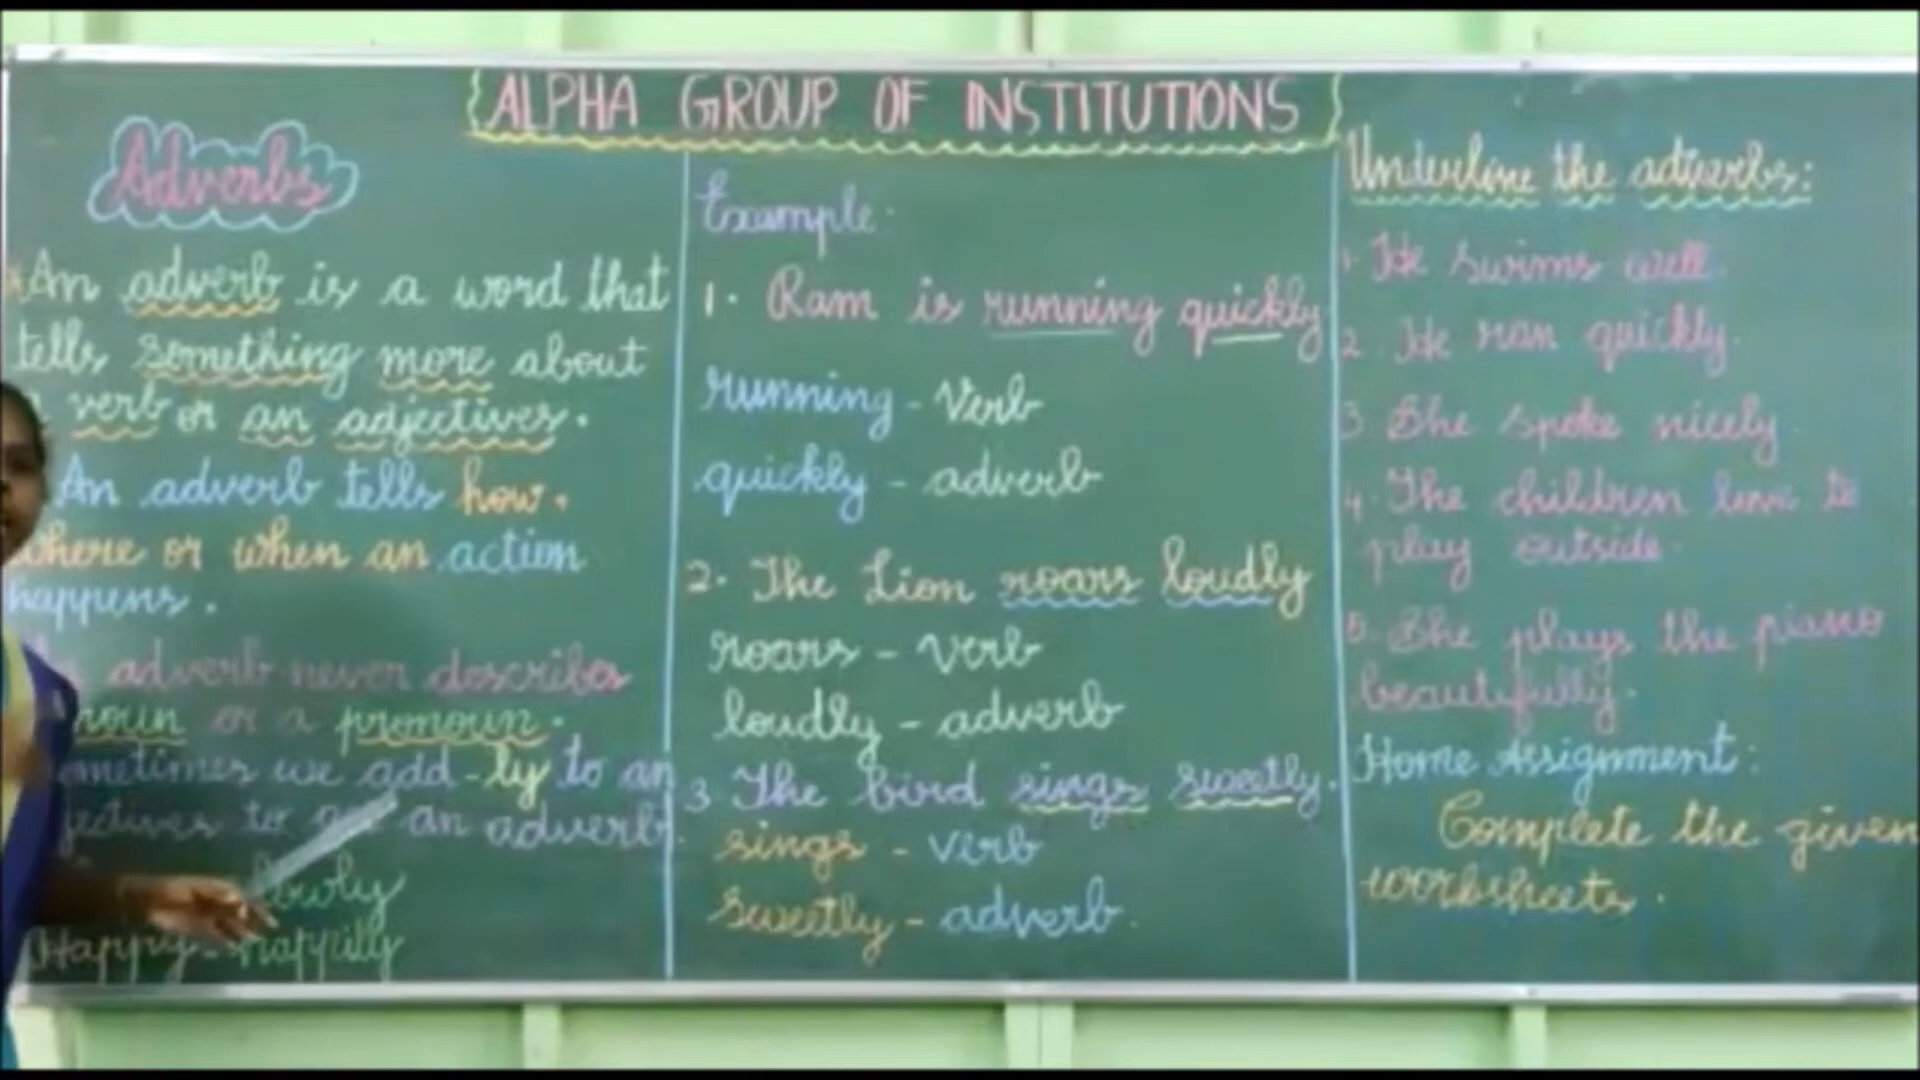 ALPHA GROUP OF INSTITUTIONS
Adverbs
An adverb is a word that
tells something more about
verb or an adjectives.
An adverb tells how,
where or when an action
happens.
adverb never describes
noun or a pronoun.
ometimes we add -ly to an
jectives to an adverb.
lowly
Happy - happily
Example:
1. Ram is running quickly
running - Verb
quickly - adverb
2. The Lion roars loudly
roars - verb
loudly - adverb
3. The bird sings sweetly.
sings - verb
sweetly - adverb.
Underline the adverbs:
1. He swims well.
2. He ran quickly.
3. She spoke nicely.
4. The children love to
play outside.
5. She plays the piano
beautifully.
Home Assignment:
Complete the given
worksheets.